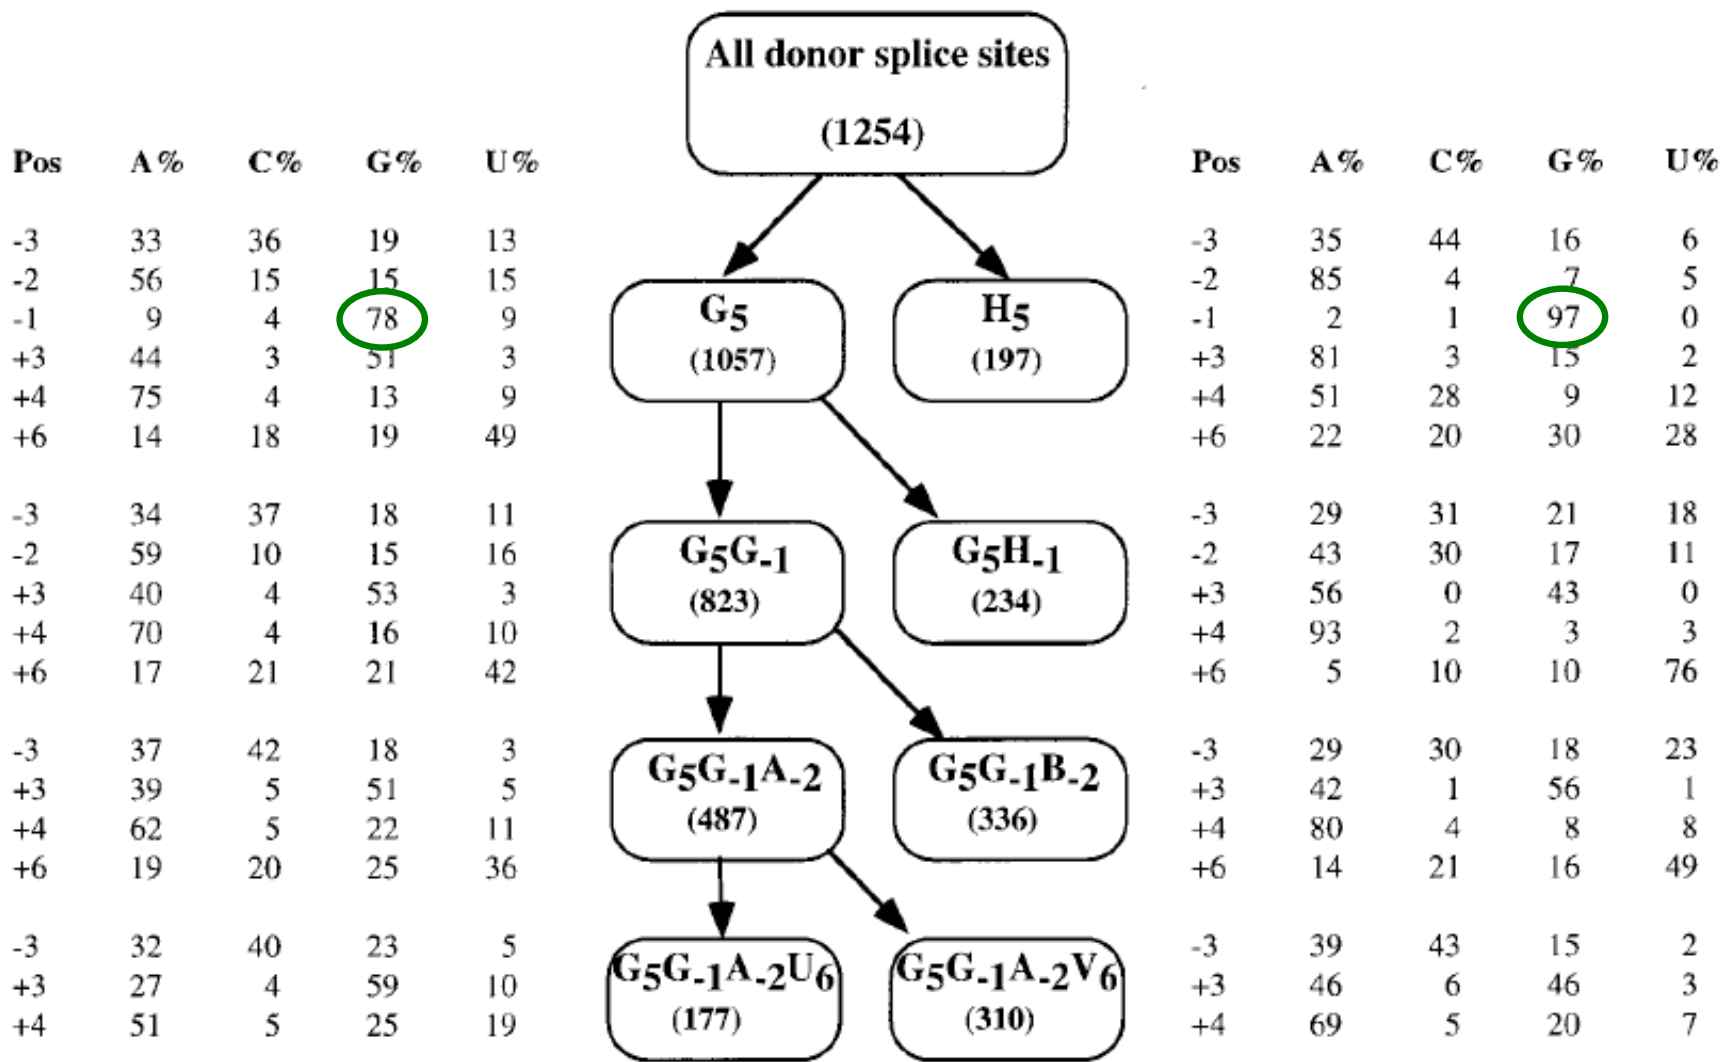 All donor splice sites
(1254)
Pos A% C% G% U%
-3 33 36 19 13
-2 56 15 15 15
-1 9 4 78 9
+3 44 3 51 3
+4 75 4 13 9
+6 14 18 19 49
G5
(1057)
H5
(197)
Pos A% C% G% U%
-3 35 44 16 6
-2 85 4 7 5
-1 2 1 97 0
+3 81 3 15 2
+4 51 28 9 12
+6 22 20 30 28
-3 34 37 18 11
-2 59 10 15 16
+3 40 4 53 3
+4 70 4 16 10
+6 17 21 21 42
G5G-1
(823)
G5H-1
(234)
-3 29 31 21 18
-2 43 30 17 11
+3 56 0 43 0
+4 93 2 3 3
+6 5 10 10 76
-3 37 42 18 3
+3 39 5 51 5
+4 62 5 22 11
+6 19 20 25 36
G5G-1A-2
(487)
G5G-1B-2
(336)
-3 29 30 18 23
+3 42 1 56 1
+4 80 4 8 8
+6 14 21 16 49
-3 32 40 23 5
+3 27 4 59 10
+4 51 5 25 19
G5G-1A-2U6
(177)
G5G-1A-2V6
(310)
-3 39 43 15 2
+3 46 6 46 3
+4 69 5 20 7